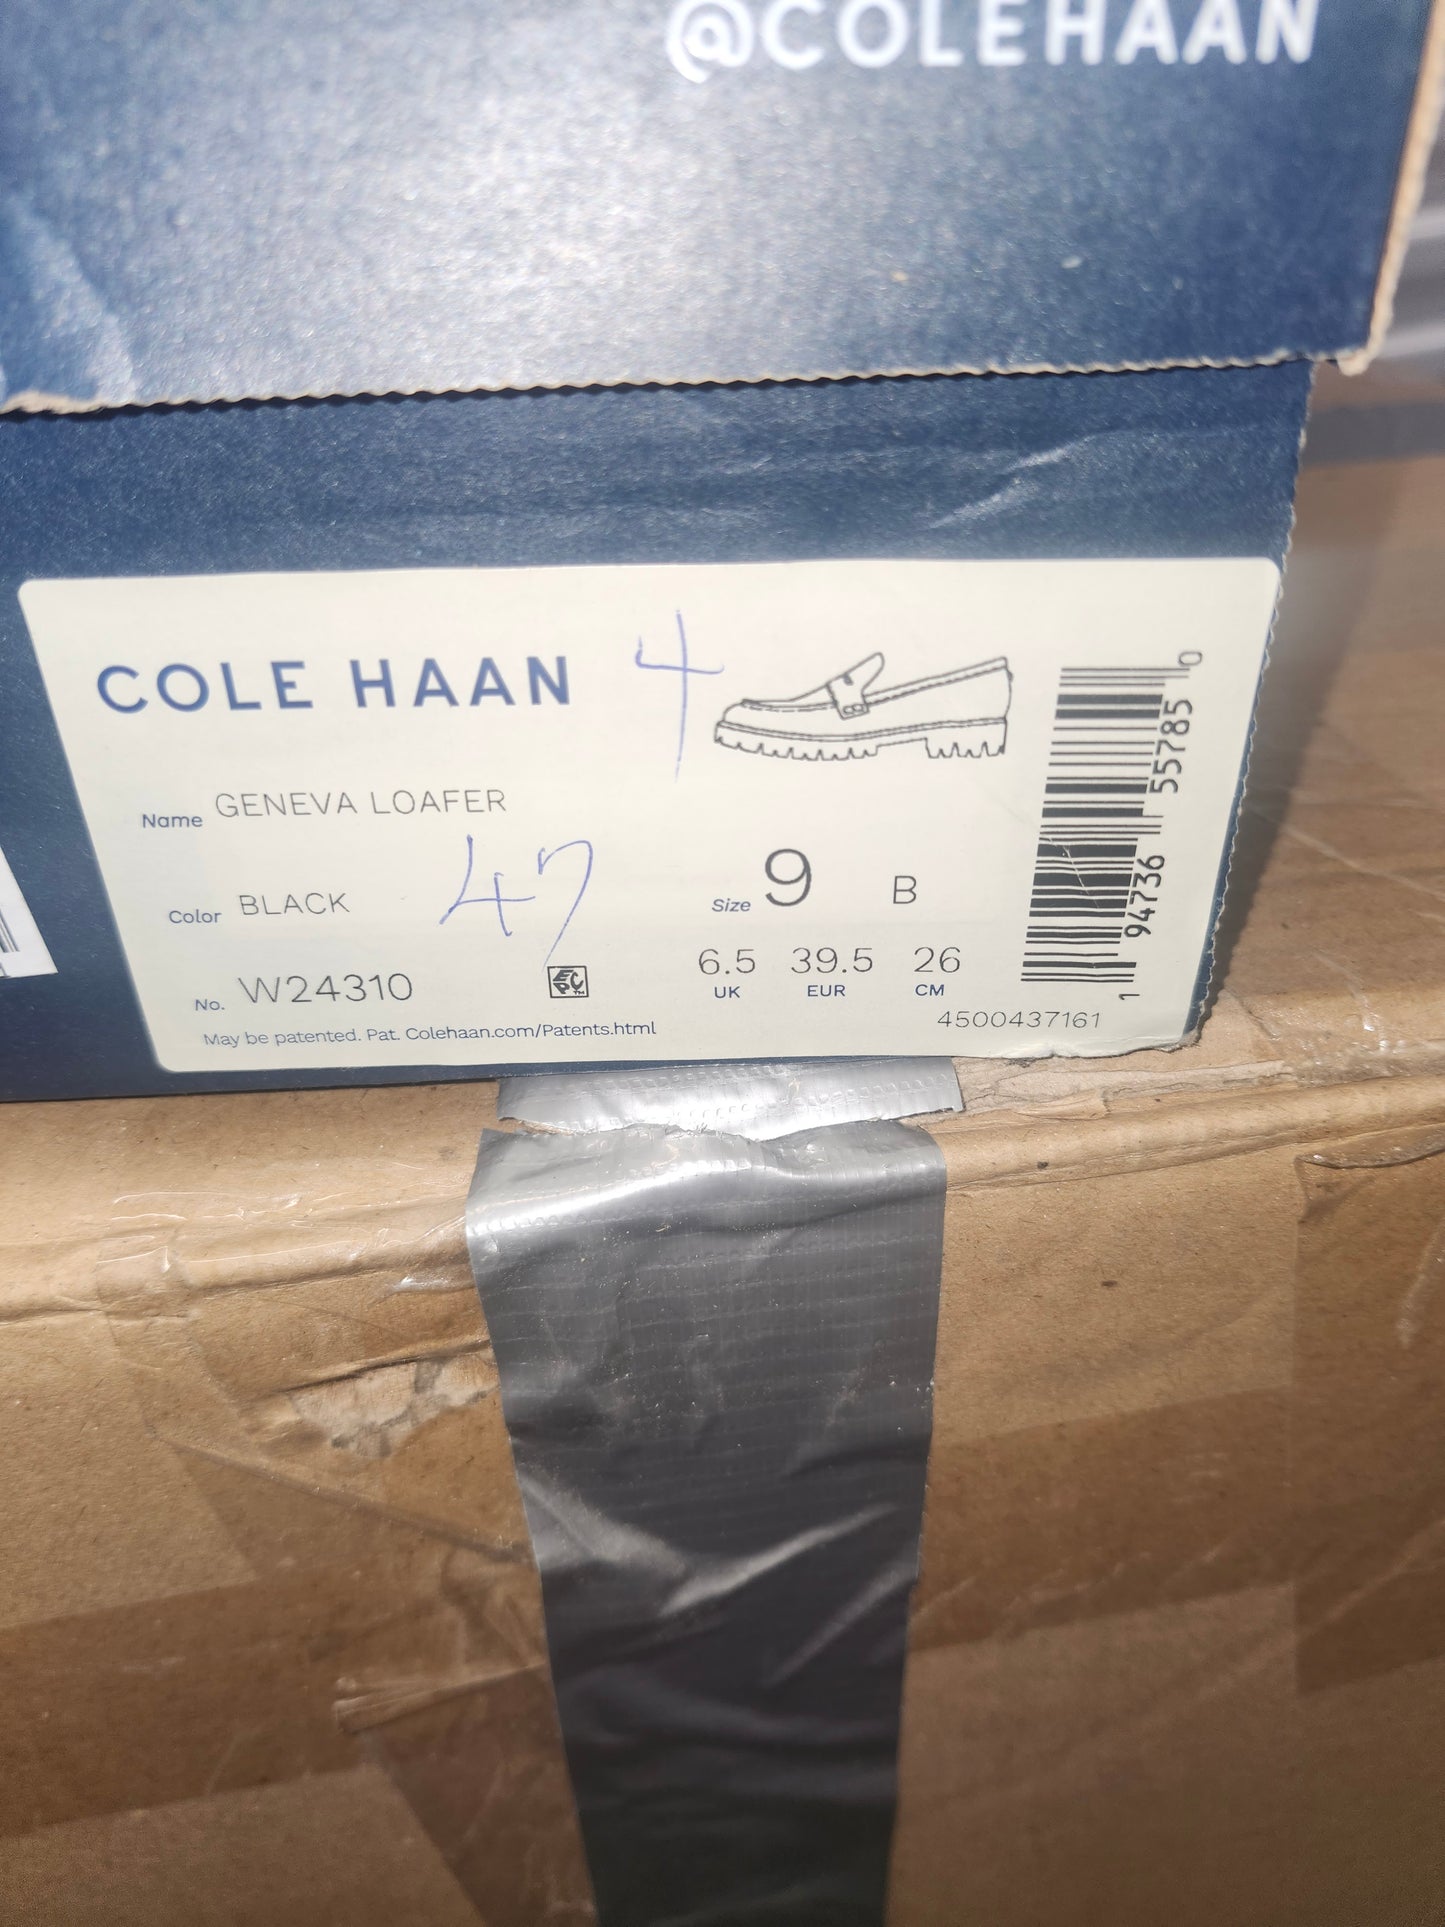 @COLEHAAN
COLE HAAN
4
Name GENEVA LOAFER
47
Color BLACK
Size 9 B
6.5 39.5 26
UK EUR CM
No. W24310
EPC™
May be patented. Pat. Colehaan.com/Patents.html
4500437161
1 94736 55785 0